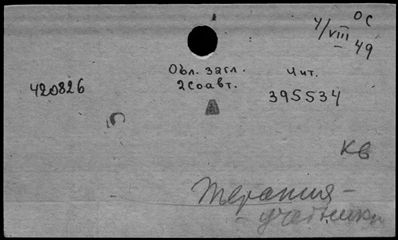 ОС
4/VIII-49
Обл. загл. Чит.
420826 2 соавт. 395534
А
кв
Терапия -
- учебники